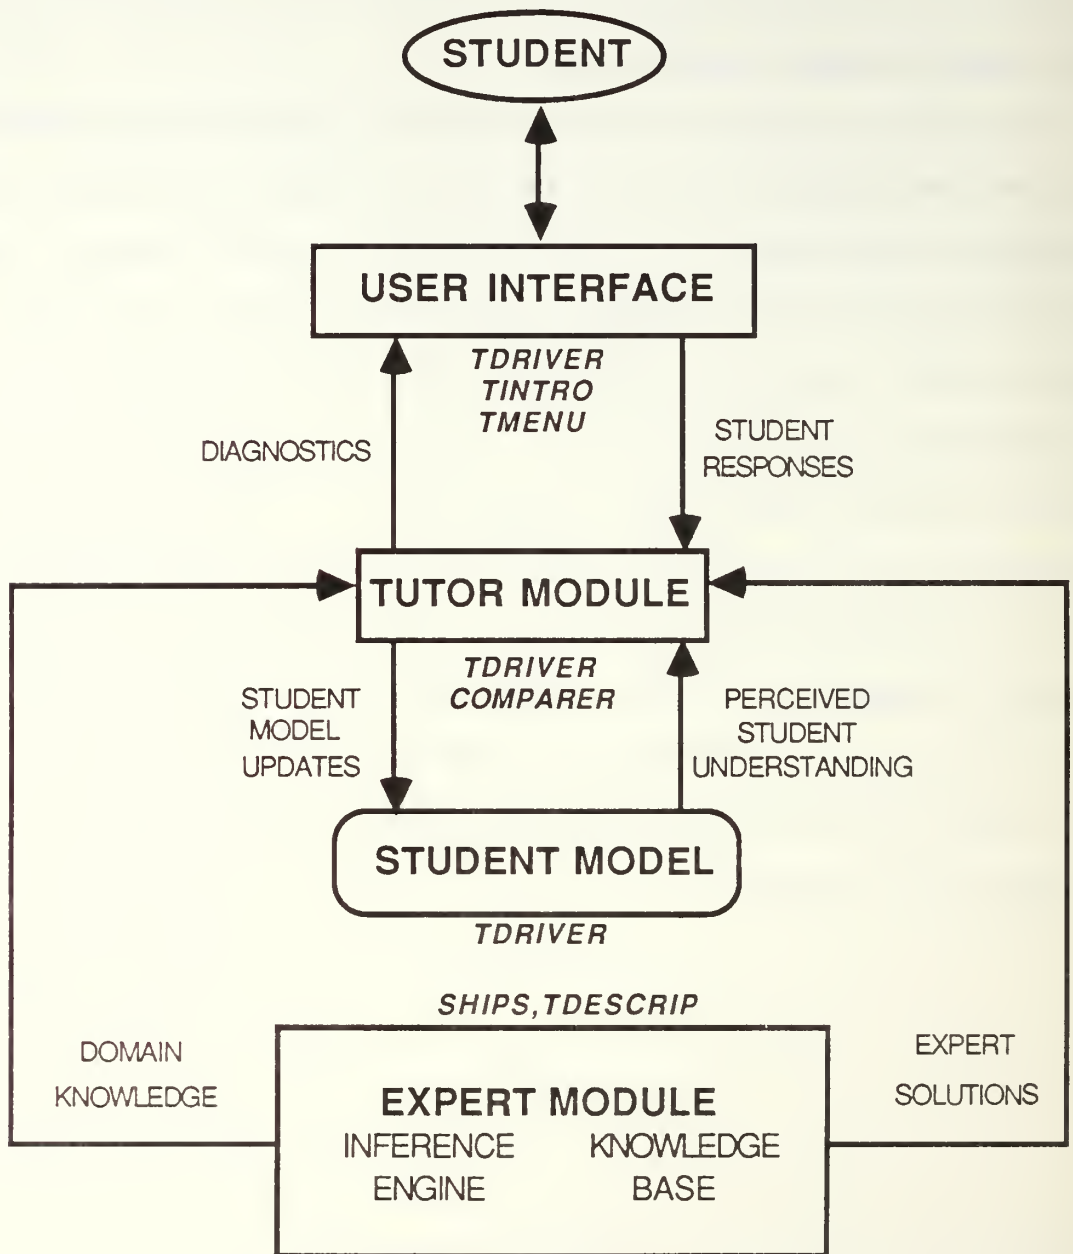 STUDENT
USER INTERFACE
TDRIVER
TINTRO
TMENU
DIAGNOSTICS
STUDENT
RESPONSES
TUTOR MODULE
TDRIVER
COMPARER
STUDENT
MODEL
UPDATES
PERCEIVED
STUDENT
UNDERSTANDING
STUDENT MODEL
TDRIVER
SHIPS, TDESCRIP
DOMAIN
KNOWLEDGE
EXPERT
SOLUTIONS
EXPERT MODULE
INFERENCE
ENGINE
KNOWLEDGE
BASE